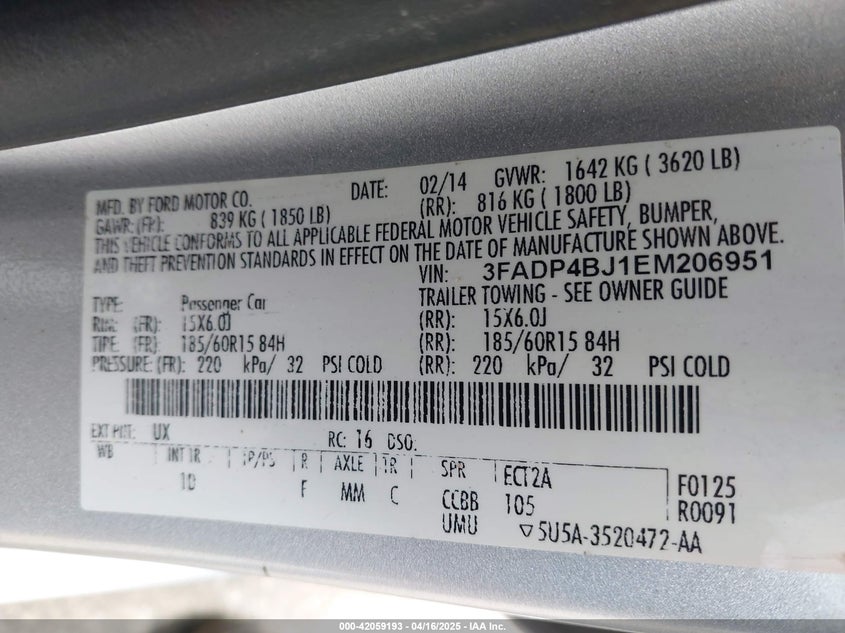 MFD. BY FORD MOTOR CO. DATE: 02/14 GVWR: 1642 KG ( 3620 LB)
GAWR: (FR): 839 KG ( 1850 LB) (RR): 816 KG ( 1800 LB)
THIS VEHICLE CONFORMS TO ALL APPLICABLE FEDERAL MOTOR VEHICLE SAFETY, BUMPER,
AND THEFT PREVENTION STANDARDS IN EFFECT ON THE DATE OF MANUFACTURE SHOWN ABOVE.
VIN: 3FADP4BJ1EM206951
TYPE: Passenger Car TRAILER TOWING - SEE OWNER GUIDE
RIM: (FR): 15X6.0J (RR): 15X6.0J
TIRE: (FR): 185/60R15 84H (RR): 185/60R15 84H
PRESSURE: (FR): 220 kPa/ 32 PSI COLD (RR): 220 kPa/ 32 PSI COLD
EXT PNT: UX RC: 16 DSO:
WB INT TR TP/PS R AXLE TR SPR ECT2A F0125
1D F MM C CCBB 105 R0091
UMU ▽5U5A-3520472-AA
000-42059193 - 04/16/2025 - IAA Inc.